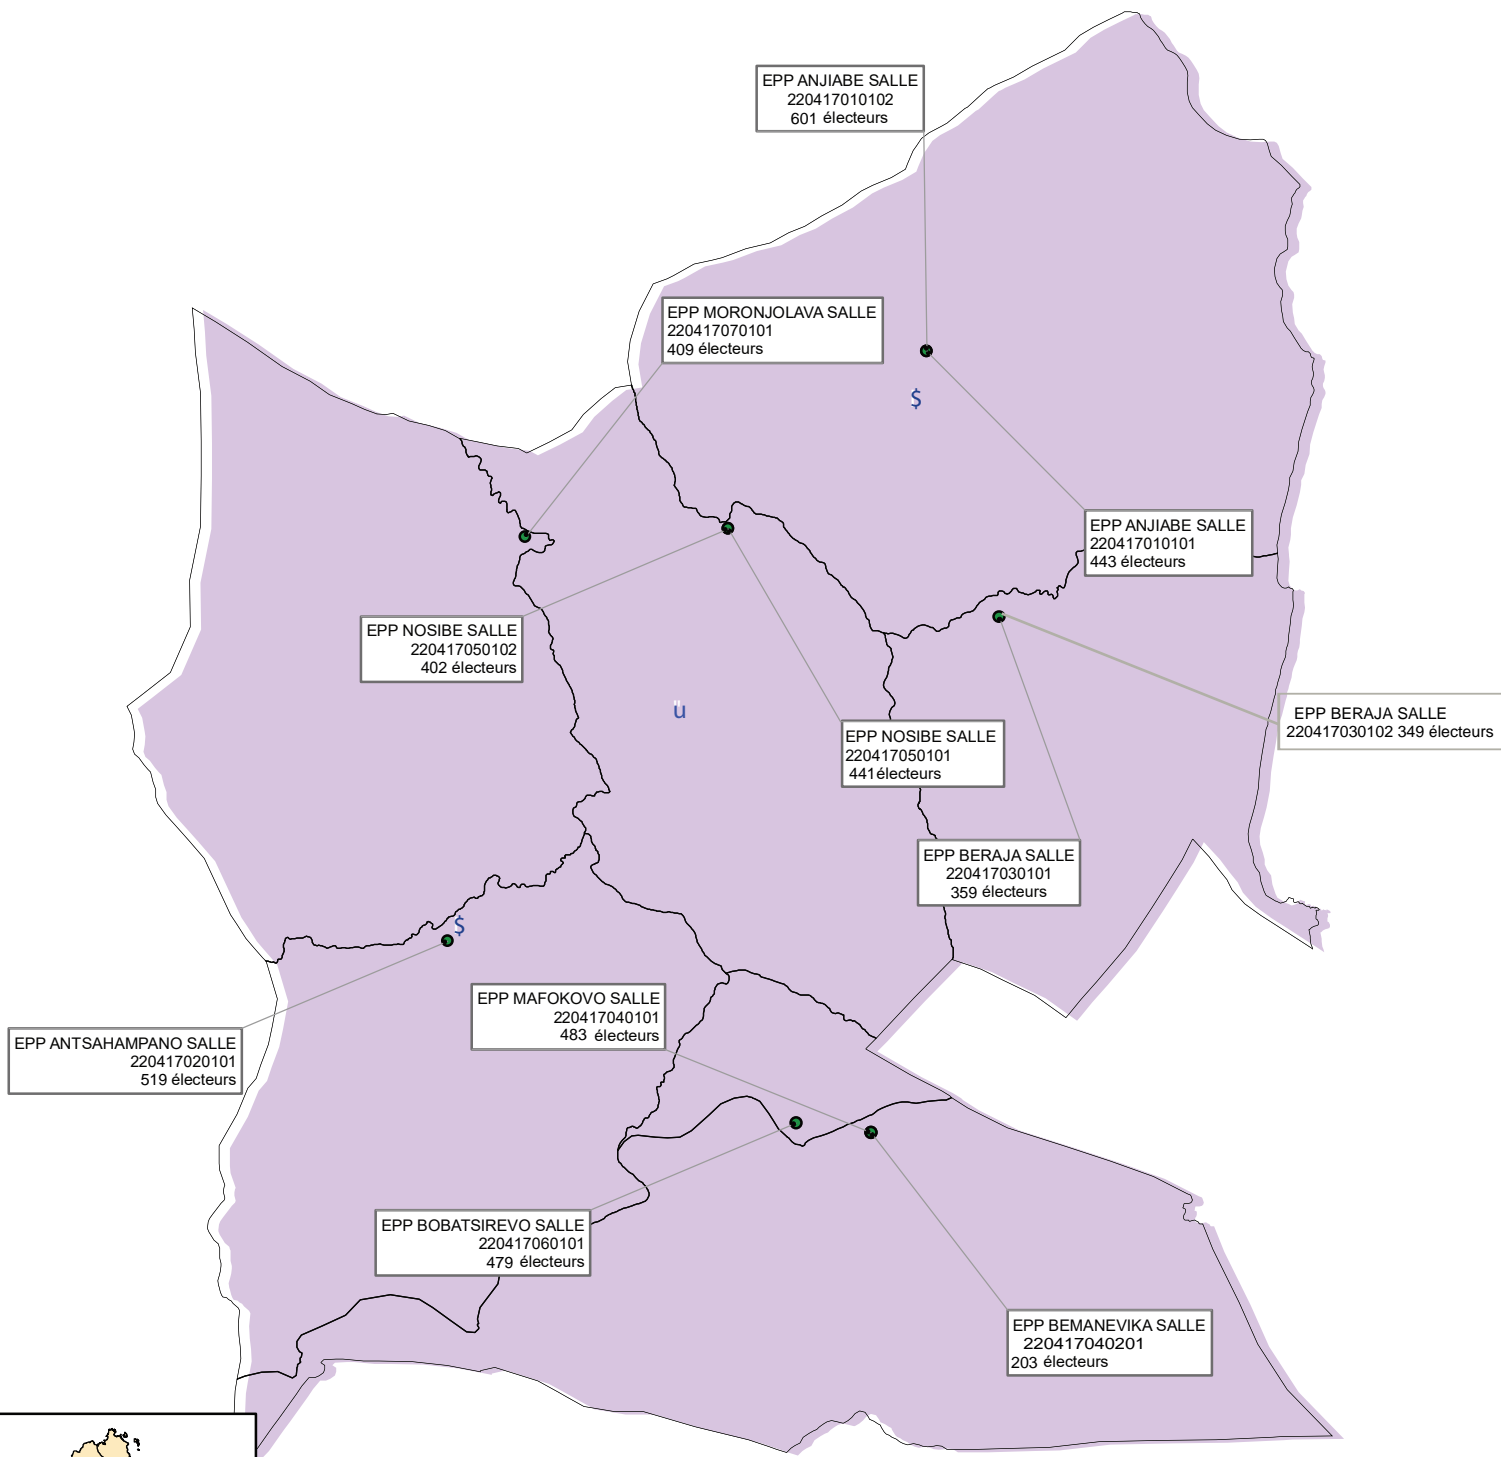 EPP ANJIABE SALLE
220417010102
601 électeurs
EPP MORONJOLAVA SALLE
220417070101
409 électeurs
$
EPP ANJIABE SALLE
220417010101
443 électeurs
EPP NOSIBE SALLE
220417050102
402 électeurs
u
EPP BERAJA SALLE
220417030102 349 électeurs
EPP NOSIBE SALLE
220417050101
441électeurs
EPP BERAJA SALLE
220417030101
359 électeurs
$
EPP MAFOKOVO SALLE
220417040101
483 électeurs
EPP ANTSAHAMPANO SALLE
220417020101
519 électeurs
EPP BOBATSIREVO SALLE
220417060101
479 électeurs
EPP BEMANEVIKA SALLE
220417040201
203 électeurs